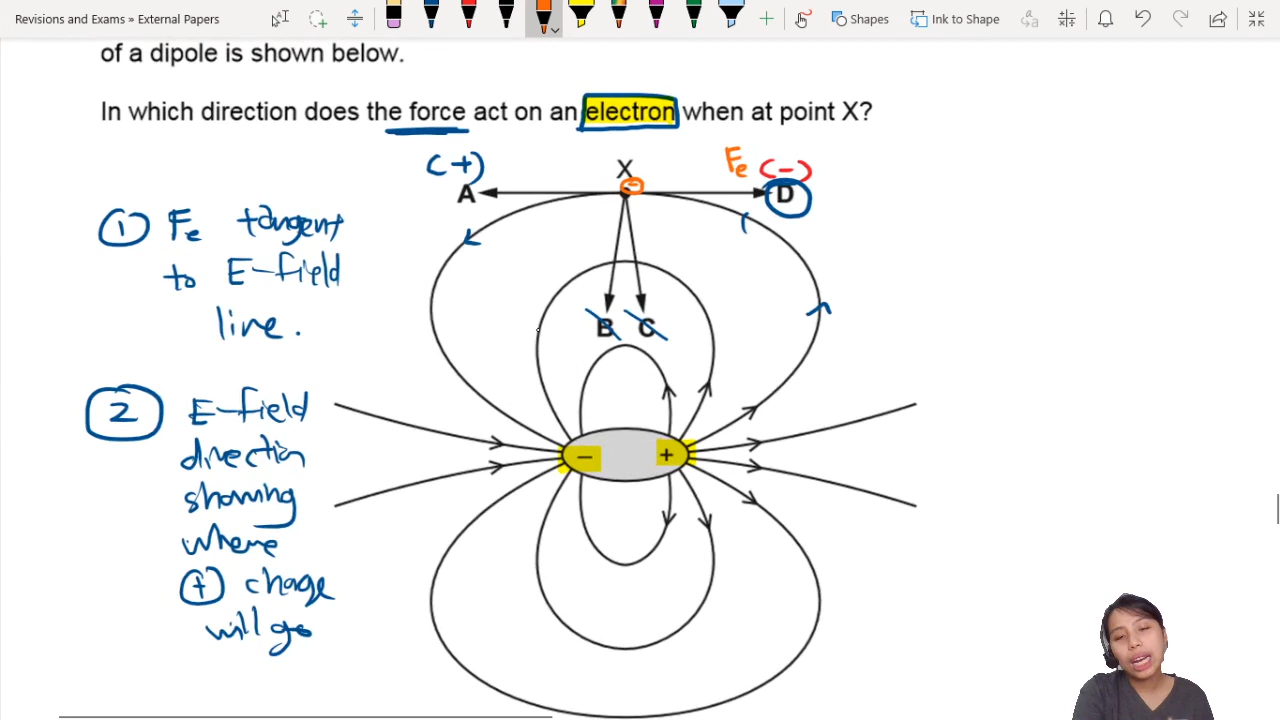 Revisions and Exams » External Papers
Shapes
Ink to Shape
of a dipole is shown below.
In which direction does the force act on an electron when at point X?
(+) X Fe (-)
A - D
① Fe tangent
to E-field
line.
B C
② E-field
direction
showing
where
⊕ charge
will go
− +